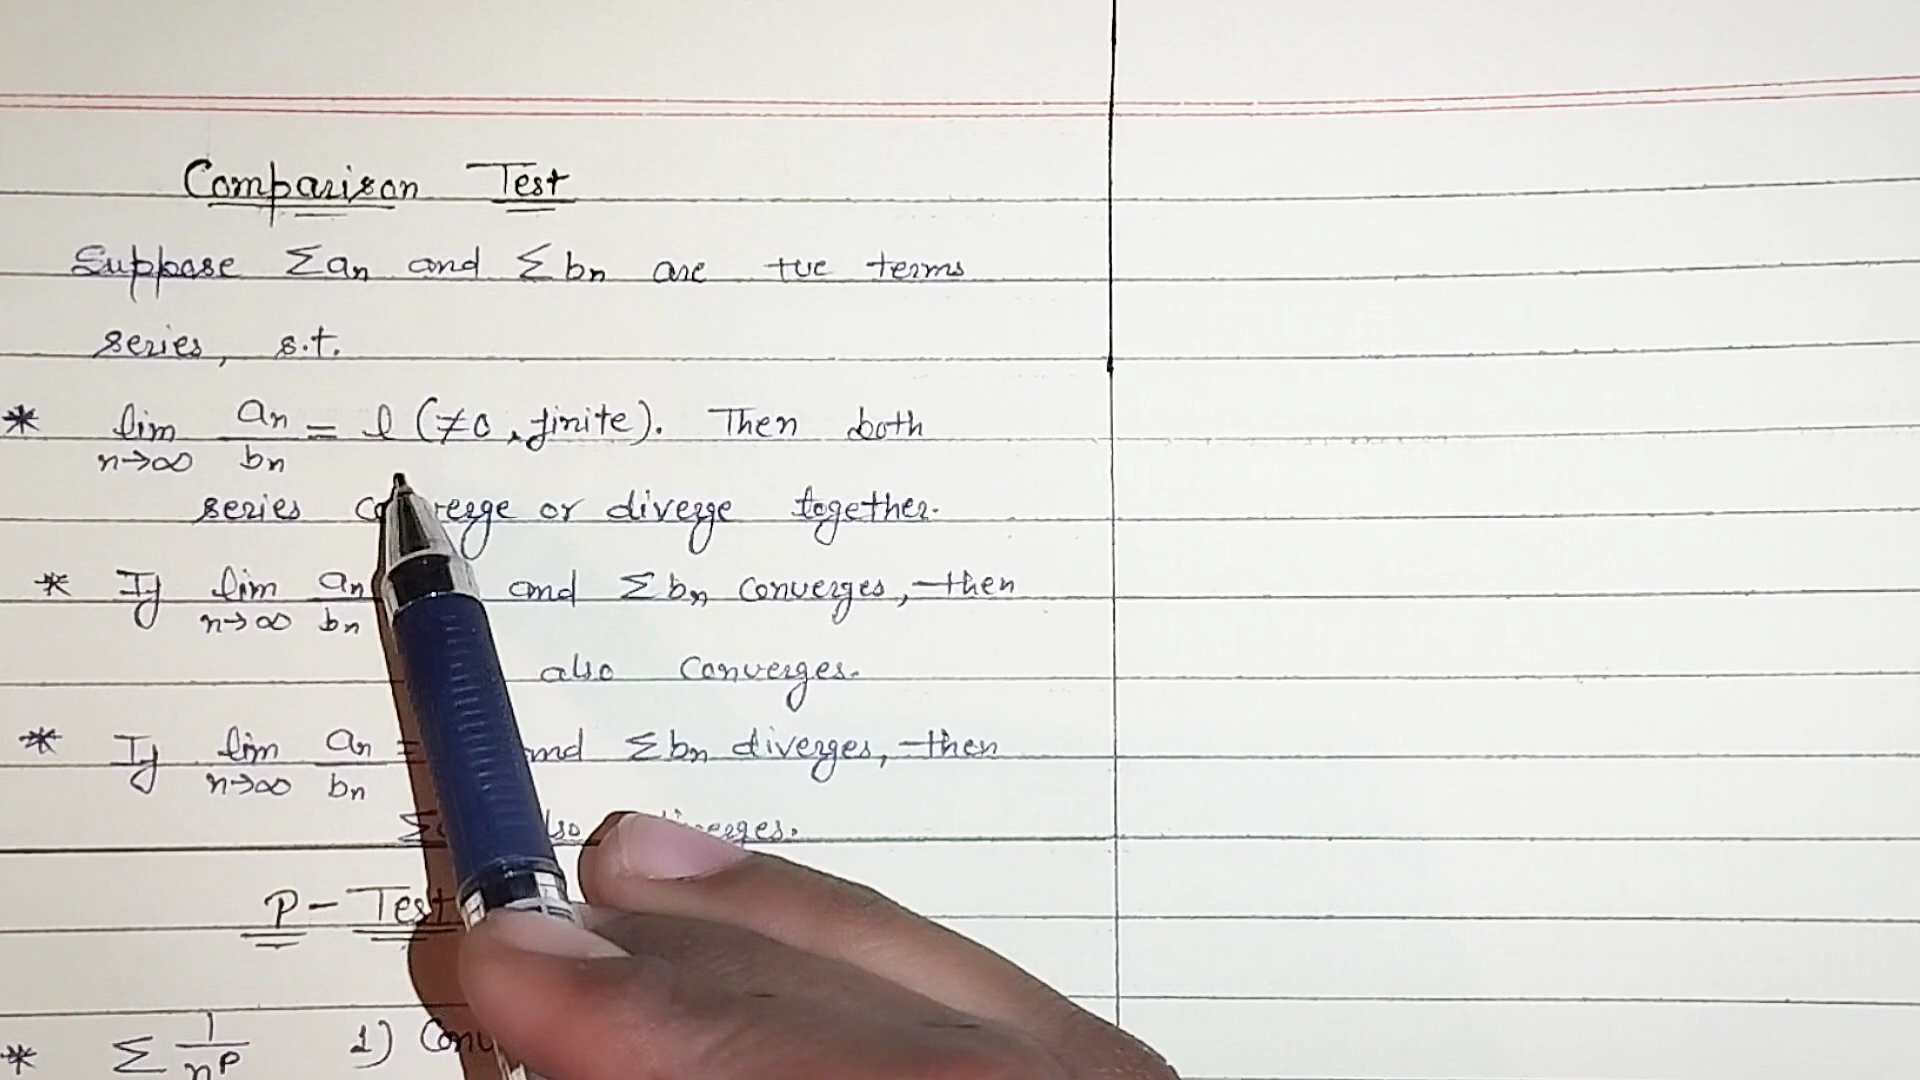 Comparison Test
Suppose Σan and Σbn are +ve terms
series, s.t.
* lim n→∞ an/bn = l (≠0, finite). Then both
series converge or diverge together.
* If lim n→∞ an/bn and Σbn converges, then
also converges.
* If lim n→∞ an/bn = and Σbn diverges, then
diverges.
P - Test
* Σ 1/n^P 1)